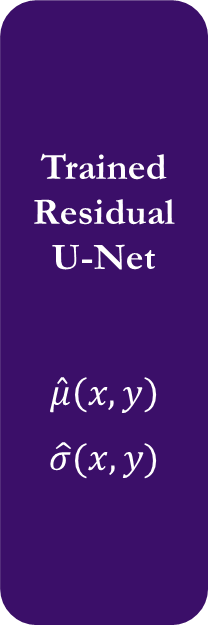 Trained
Residual
U-Net
μ̂(x, y)
σ̂(x, y)